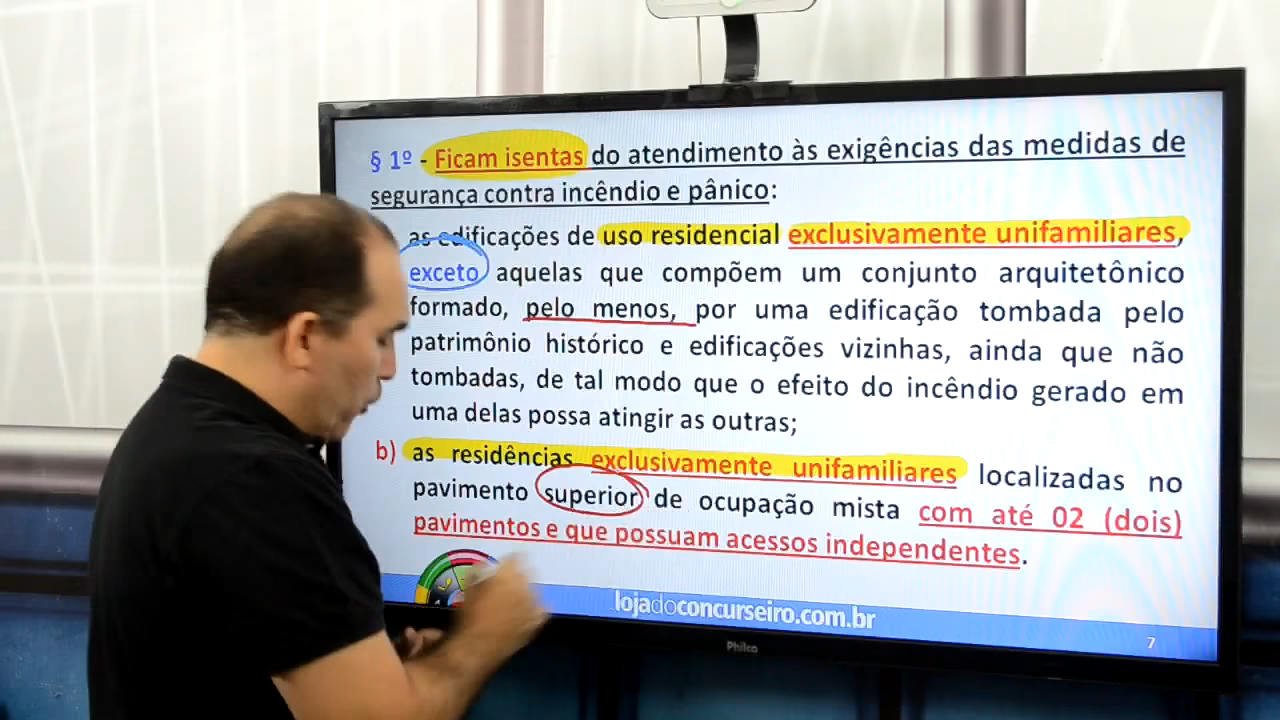 § 1º - Ficam isentas do atendimento às exigências das medidas de
segurança contra incêndio e pânico:
as edificações de uso residencial exclusivamente unifamiliares,
exceto aquelas que compõem um conjunto arquitetônico
formado, pelo menos, por uma edificação tombada pelo
patrimônio histórico e edificações vizinhas, ainda que não
tombadas, de tal modo que o efeito do incêndio gerado em
uma delas possa atingir as outras;
b) as residências exclusivamente unifamiliares localizadas no
pavimento superior de ocupação mista com até 02 (dois)
pavimentos e que possuam acessos independentes.
lojadoconcurseiro.com.br
7
Philco